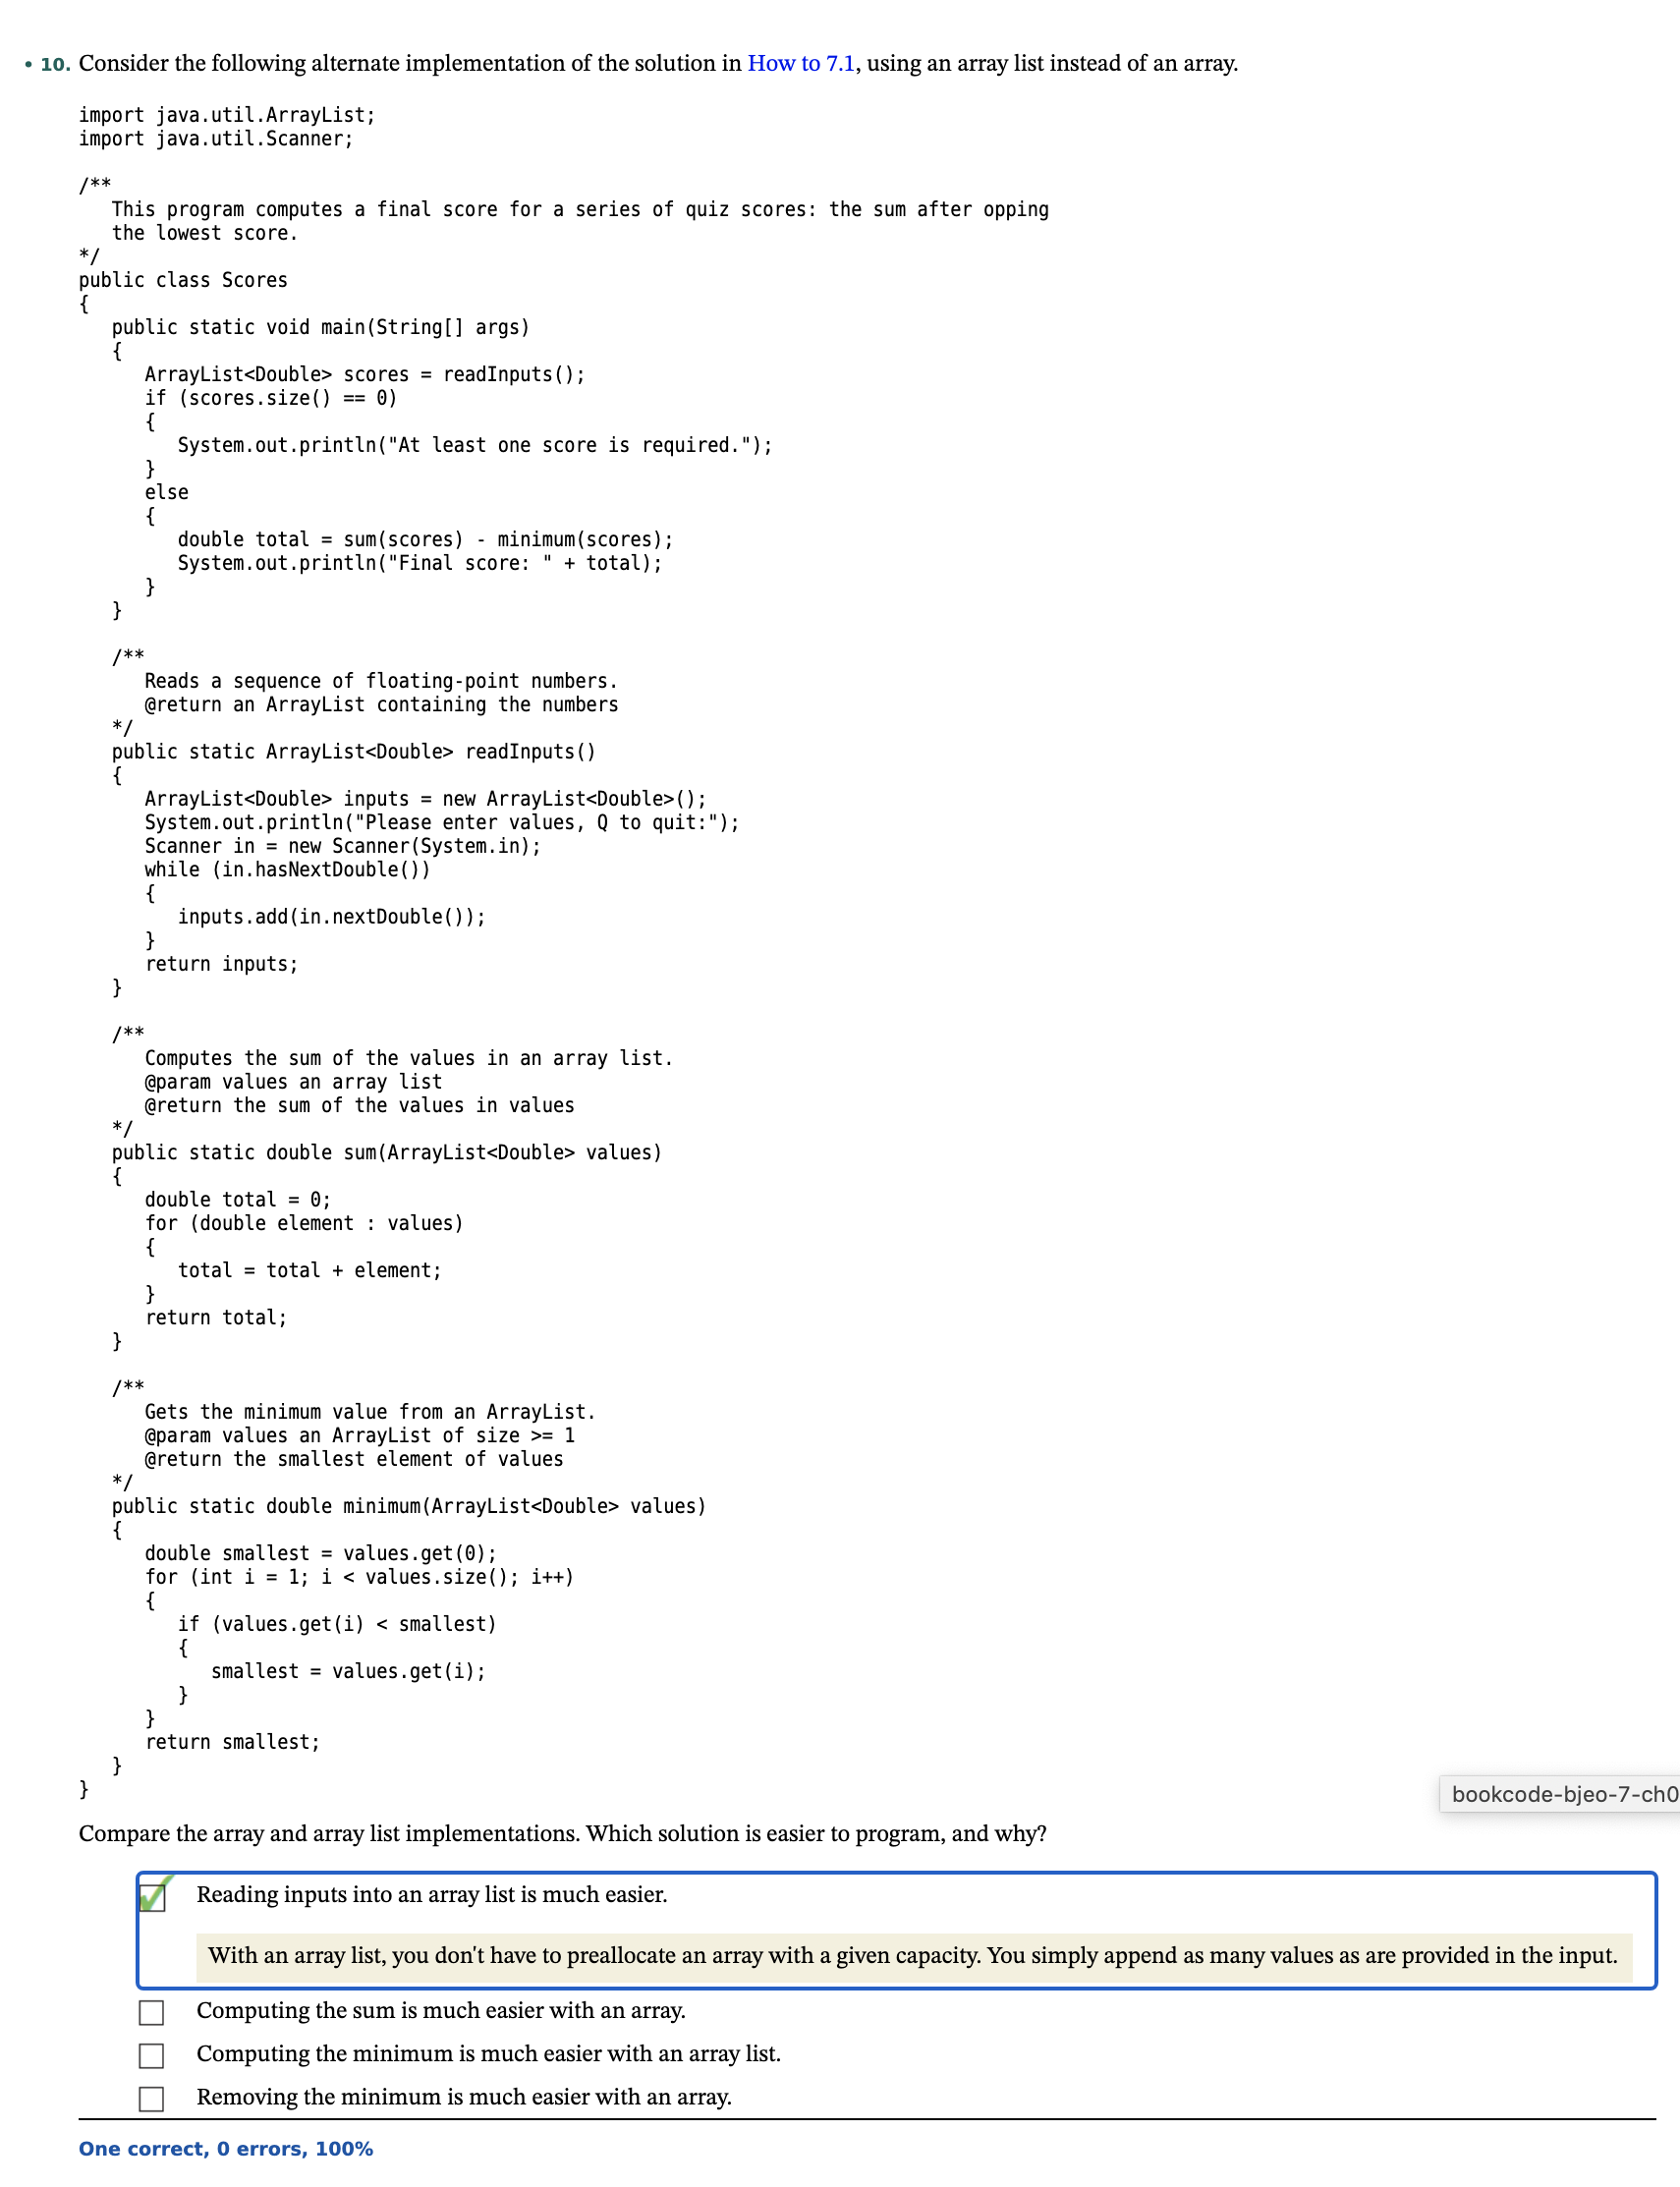 • 10. Consider the following alternate implementation of the solution in How to 7.1, using an array list instead of an array.
import java.util.ArrayList;
import java.util.Scanner;
/**
This program computes a final score for a series of quiz scores: the sum after opping
the lowest score.
*/
public class Scores
{
public static void main(String[] args)
{
ArrayList<Double> scores = readInputs();
if (scores.size() == 0)
{
System.out.println("At least one score is required.");
}
else
{
double total = sum(scores) - minimum(scores);
System.out.println("Final score: " + total);
}
}
/**
Reads a sequence of floating-point numbers.
@return an ArrayList containing the numbers
*/
public static ArrayList<Double> readInputs()
{
ArrayList<Double> inputs = new ArrayList<Double>();
System.out.println("Please enter values, Q to quit:");
Scanner in = new Scanner(System.in);
while (in.hasNextDouble())
{
inputs.add(in.nextDouble());
}
return inputs;
}
/**
Computes the sum of the values in an array list.
@param values an array list
@return the sum of the values in values
*/
public static double sum(ArrayList<Double> values)
{
double total = 0;
for (double element : values)
{
total = total + element;
}
return total;
}
/**
Gets the minimum value from an ArrayList.
@param values an ArrayList of size >= 1
@return the smallest element of values
*/
public static double minimum(ArrayList<Double> values)
{
double smallest = values.get(0);
for (int i = 1; i < values.size(); i++)
{
if (values.get(i) < smallest)
{
smallest = values.get(i);
}
}
return smallest;
}
}
bookcode-bjeo-7-ch0
Compare the array and array list implementations. Which solution is easier to program, and why?
Reading inputs into an array list is much easier.
With an array list, you don't have to preallocate an array with a given capacity. You simply append as many values as are provided in the input.
Computing the sum is much easier with an array.
Computing the minimum is much easier with an array list.
Removing the minimum is much easier with an array.
One correct, 0 errors, 100%